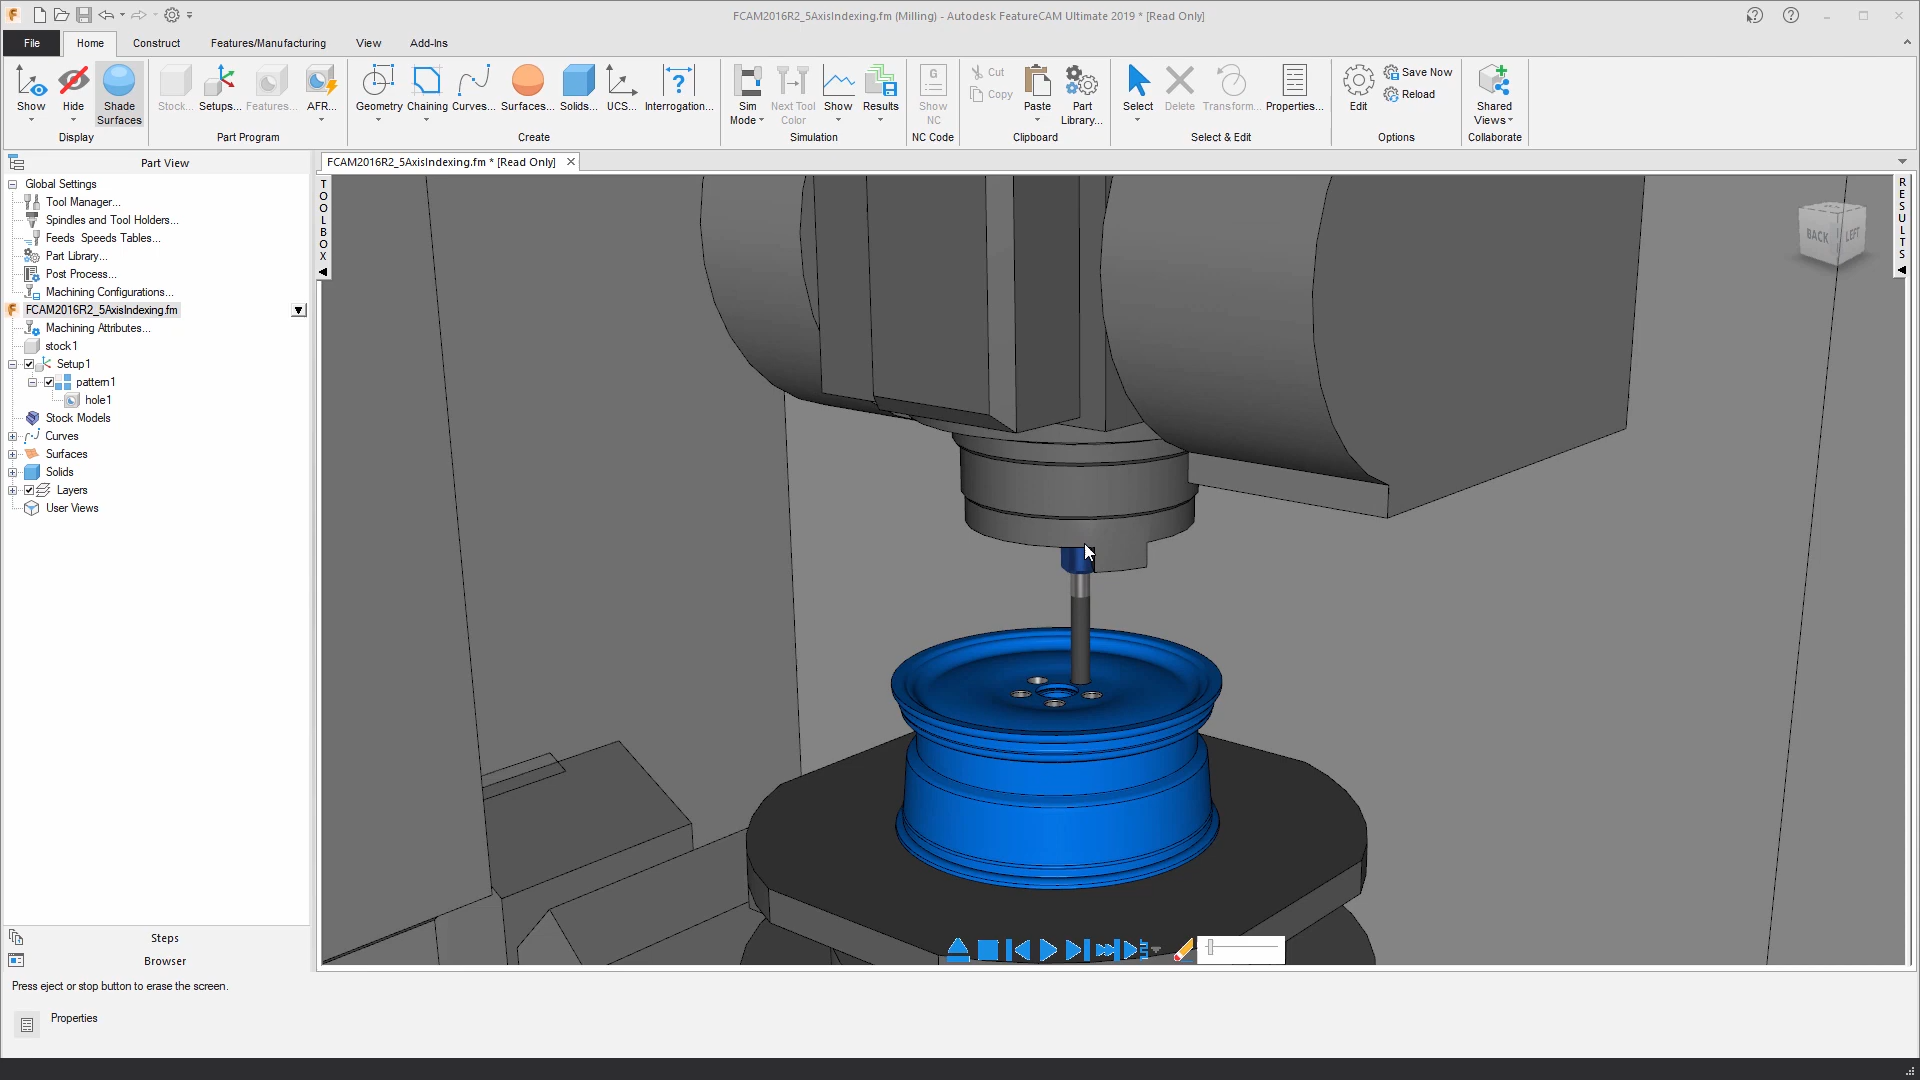 FCAM2016R2_5AxisIndexing.fm (Milling) - Autodesk FeatureCAM Ultimate 2019 * [Read Only]
File
Home
Construct
Features/Manufacturing
View
Add-Ins
Show
Hide
Shade
Surfaces
Stock...
Setups...
Features...
AFR...
Geometry
Chaining
Curves...
Surfaces...
Solids...
UCS...
Interrogation...
Sim
Mode
Next Tool
Color
Show
Results
Show
NC
Cut
Copy
Paste
Part
Library...
Select
Delete
Transform...
Properties...
Edit
Save Now
Reload
Shared
Views
Display
Part Program
Create
Simulation
NC Code
Clipboard
Select & Edit
Options
Collaborate
Part View
FCAM2016R2_5AxisIndexing.fm * [Read Only]
Global Settings
Tool Manager...
Spindles and Tool Holders...
Feeds Speeds Tables...
Part Library...
Post Process...
Machining Configurations...
FCAM2016R2_5AxisIndexing.fm
Machining Attributes...
stock1
Setup1
pattern1
hole1
Stock Models
Curves
Surfaces
Solids
Layers
User Views
TOOLBOX
BACK
LEFT
RESULTS
Steps
Browser
Press eject or stop button to erase the screen.
Properties